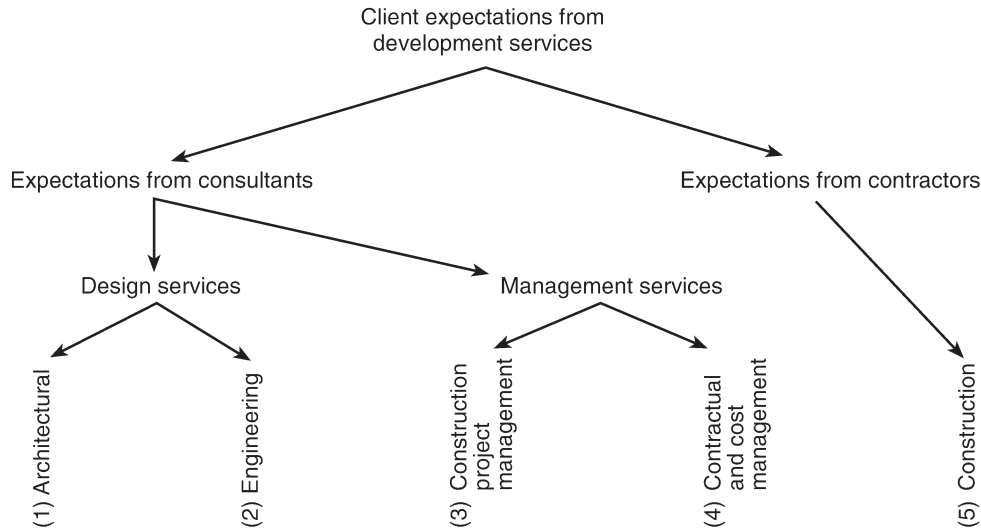 Client expectations from
development services
Expectations from consultants
Expectations from contractors
Design services
Management services
(1) Architectural
(2) Engineering
(3) Construction
project
management
(4) Contractual
and cost
management
(5) Construction